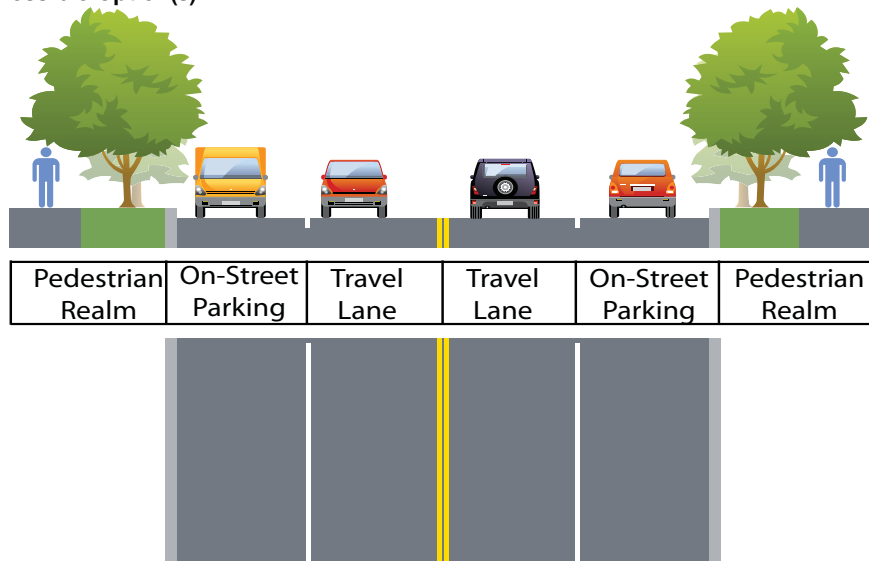 Pedestrian Realm
On-Street Parking
Travel Lane
Travel Lane
On-Street Parking
Pedestrian Realm